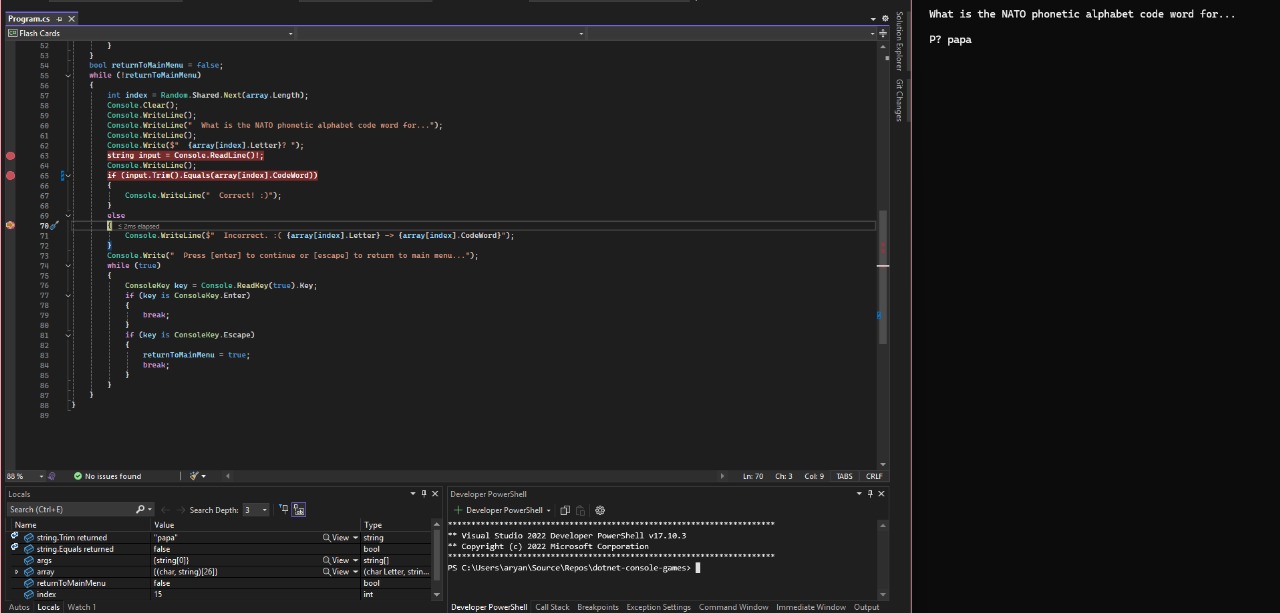 Program.cs
Flash Cards
52 }
53 }
54 bool returnToMainMenu = false;
55 while (!returnToMainMenu)
56 {
57 int index = Random.Shared.Next(array.Length);
58 Console.Clear();
59 Console.WriteLine();
60 Console.WriteLine("  What is the NATO phonetic alphabet code word for...");
61 Console.WriteLine();
62 Console.Write($"  {array[index].Letter}? ");
63 string input = Console.ReadLine()!;
64 Console.WriteLine();
65 if (input.Trim().Equals(array[index].CodeWord))
66 {
67 Console.WriteLine("  Correct! :)");
68 }
69 else
70 { ≤ 2ms elapsed
71 Console.WriteLine($"  Incorrect. :( {array[index].Letter} -> {array[index].CodeWord}");
72 }
73 Console.Write("  Press [enter] to continue or [escape] to return to main menu...");
74 while (true)
75 {
76 ConsoleKey key = Console.ReadKey(true).Key;
77 if (key is ConsoleKey.Enter)
78 {
79 break;
80 }
81 if (key is ConsoleKey.Escape)
82 {
83 returnToMainMenu = true;
84 break;
85 }
86 }
87 }
88 }
89
88 % No issues found Ln: 70 Ch: 3 Col: 9 TABS CRLF
Solution Explorer
Git Changes
Locals
Search (Ctrl+E) Search Depth: 3
Name Value Type
string.Trim returned "papa" View string
string.Equals returned false bool
args {string[0]} View string[]
array {(char, string)[26]} View (char Letter, strin...
returnToMainMenu false bool
index 15 int
Autos Locals Watch 1
Developer PowerShell
Developer PowerShell
**********************************************************************
** Visual Studio 2022 Developer PowerShell v17.10.3
** Copyright (c) 2022 Microsoft Corporation
**********************************************************************
PS C:\Users\aryan\Source\Repos\dotnet-console-games>
Developer PowerShell Call Stack Breakpoints Exception Settings Command Window Immediate Window Output
What is the NATO phonetic alphabet code word for...
P? papa